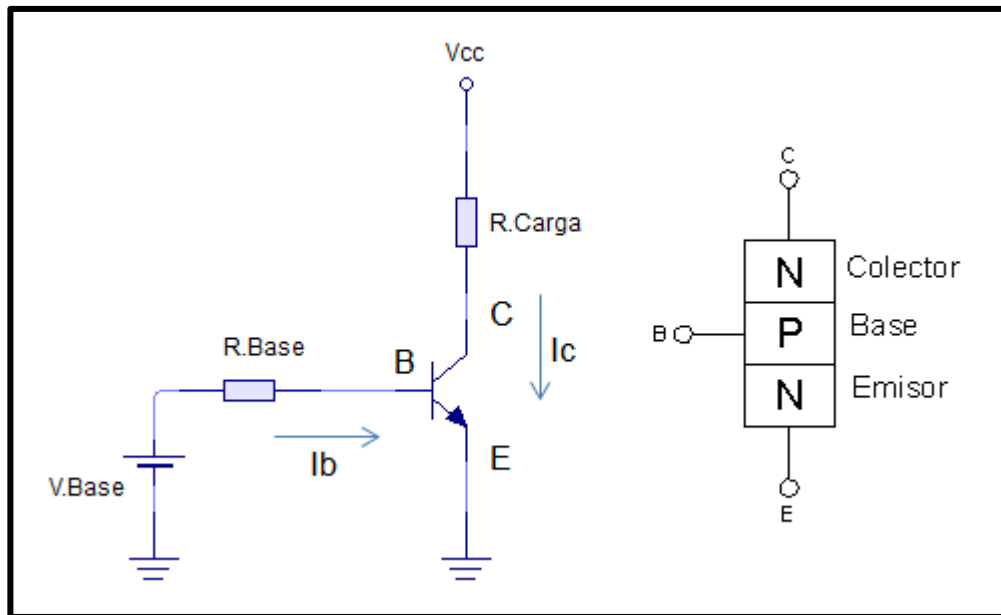 Vcc
R.Carga
C
Ic
R.Base
B
Ib
E
V.Base
C
N
Colector
B
P
Base
N
Emisor
E